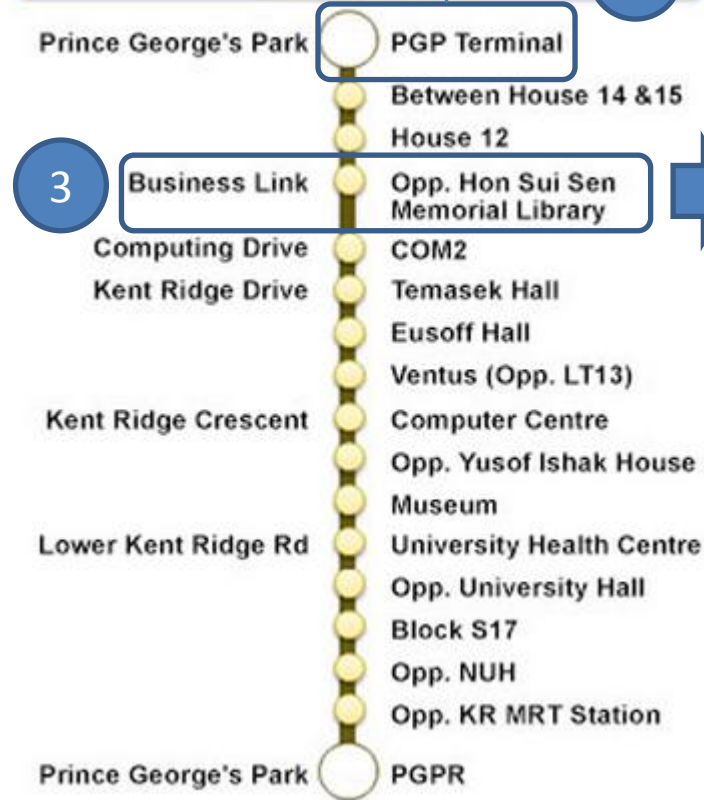 Prince George's Park PGP Terminal
Between House 14 &15
House 12
3 Business Link Opp. Hon Sui Sen
Memorial Library
Computing Drive COM2
Kent Ridge Drive Temasek Hall
Eusoff Hall
Ventus (Opp. LT13)
Kent Ridge Crescent Computer Centre
Opp. Yusof Ishak House
Museum
Lower Kent Ridge Rd University Health Centre
Opp. University Hall
Block S17
Opp. NUH
Opp. KR MRT Station
Prince George's Park PGPR